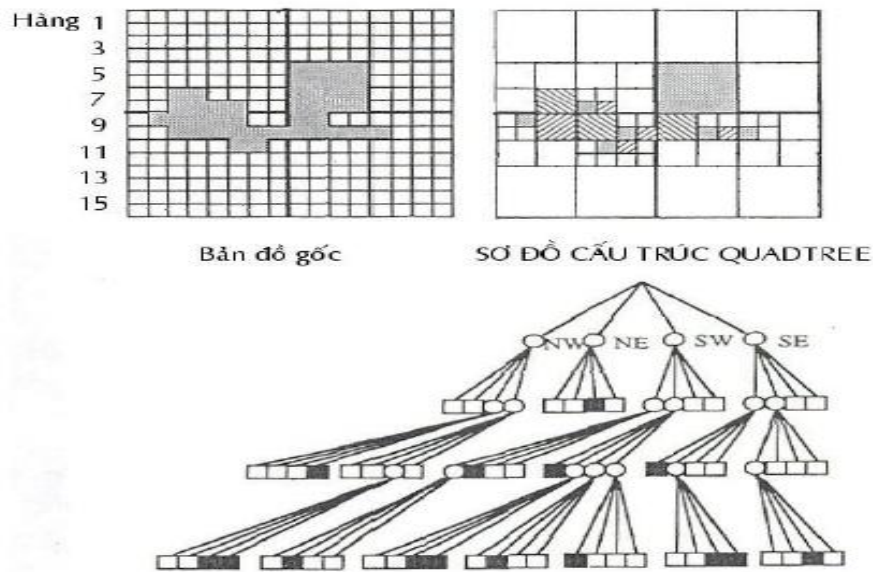 Hàng 1
3
5
7
9
11
13
15
Bản đồ gốc
SƠ ĐỒ CẤU TRÚC QUADTREE
NW NE SW SE